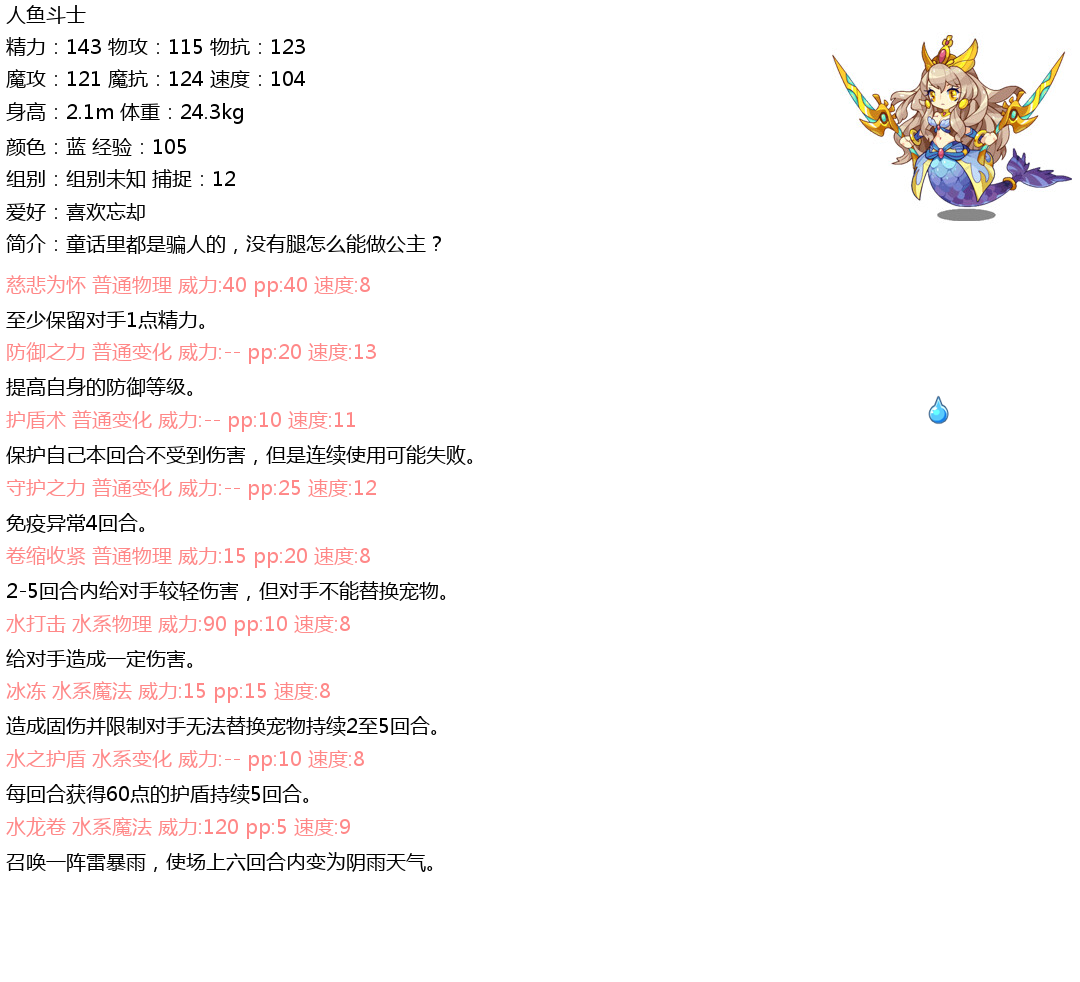 人鱼斗士
精力：143 物攻：115 物抗：123
魔攻：121 魔抗：124 速度：104
身高：2.1m 体重：24.3kg
颜色：蓝 经验：105
组别：组别未知 捕捉：12
爱好：喜欢忘却
简介：童话里都是骗人的，没有腿怎么能做公主？
慈悲为怀 普通物理 威力:40 pp:40 速度:8
至少保留对手1点精力。
防御之力 普通变化 威力:-- pp:20 速度:13
提高自身的防御等级。
护盾术 普通变化 威力:-- pp:10 速度:11
保护自己本回合不受到伤害，但是连续使用可能失败。
守护之力 普通变化 威力:-- pp:25 速度:12
免疫异常4回合。
卷缩收紧 普通物理 威力:15 pp:20 速度:8
2-5回合内给对手较轻伤害，但对手不能替换宠物。
水打击 水系物理 威力:90 pp:10 速度:8
给对手造成一定伤害。
冰冻 水系魔法 威力:15 pp:15 速度:8
造成固伤并限制对手无法替换宠物持续2至5回合。
水之护盾 水系变化 威力:-- pp:10 速度:8
每回合获得60点的护盾持续5回合。
水龙卷 水系魔法 威力:120 pp:5 速度:9
召唤一阵雷暴雨，使场上六回合内变为阴雨天气。